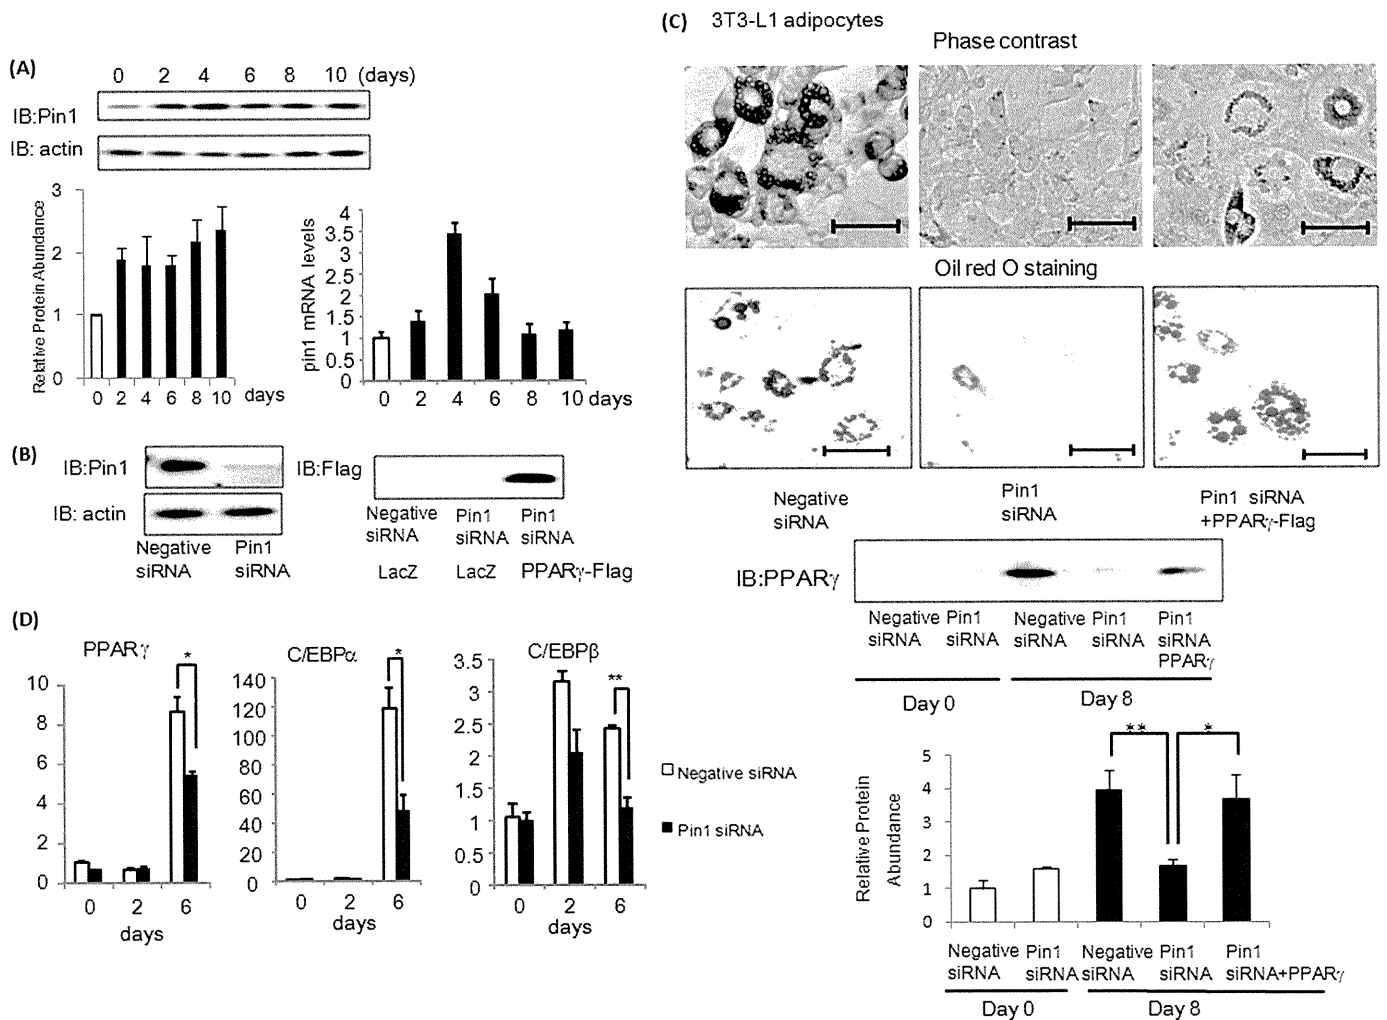 (A)
0 2 4 6 8 10 (days)
IB:Pin1
IB: actin
Relative Protein Abundance
3
2
1
0
0 2 4 6 8 10 days
pin1 mRNA levels
4
3.5
3
2.5
2
1.5
1
0.5
0
0 2 4 6 8 10 days
(B)
IB:Pin1
IB: actin
Negative siRNA
Pin1 siRNA
IB:Flag
Negative siRNA
LacZ
Pin1 siRNA
LacZ
Pin1 siRNA
PPARγ-Flag
(C) 3T3-L1 adipocytes
Phase contrast
Oil red O staining
Negative siRNA
Pin1 siRNA
Pin1 siRNA
+PPARγ-Flag
IB:PPARγ
Negative siRNA
Pin1 siRNA
Negative siRNA
Pin1 siRNA
Pin1 siRNA PPARγ
Day 0
Day 8
Relative Protein Abundance
5
4
3
2
1
0
** *
Negative siRNA
Pin1 siRNA
Negative siRNA
Pin1 siRNA
Pin1 siRNA+PPARγ
Day 0
Day 8
(D)
PPARγ
*
10
8
6
4
2
0
0 2 6
days
C/EBPα
*
140
120
100
80
60
40
20
0
0 2 6
days
C/EBPβ
**
3.5
3
2.5
2
1.5
1
0.5
0
0 2 6
days
Negative siRNA
Pin1 siRNA